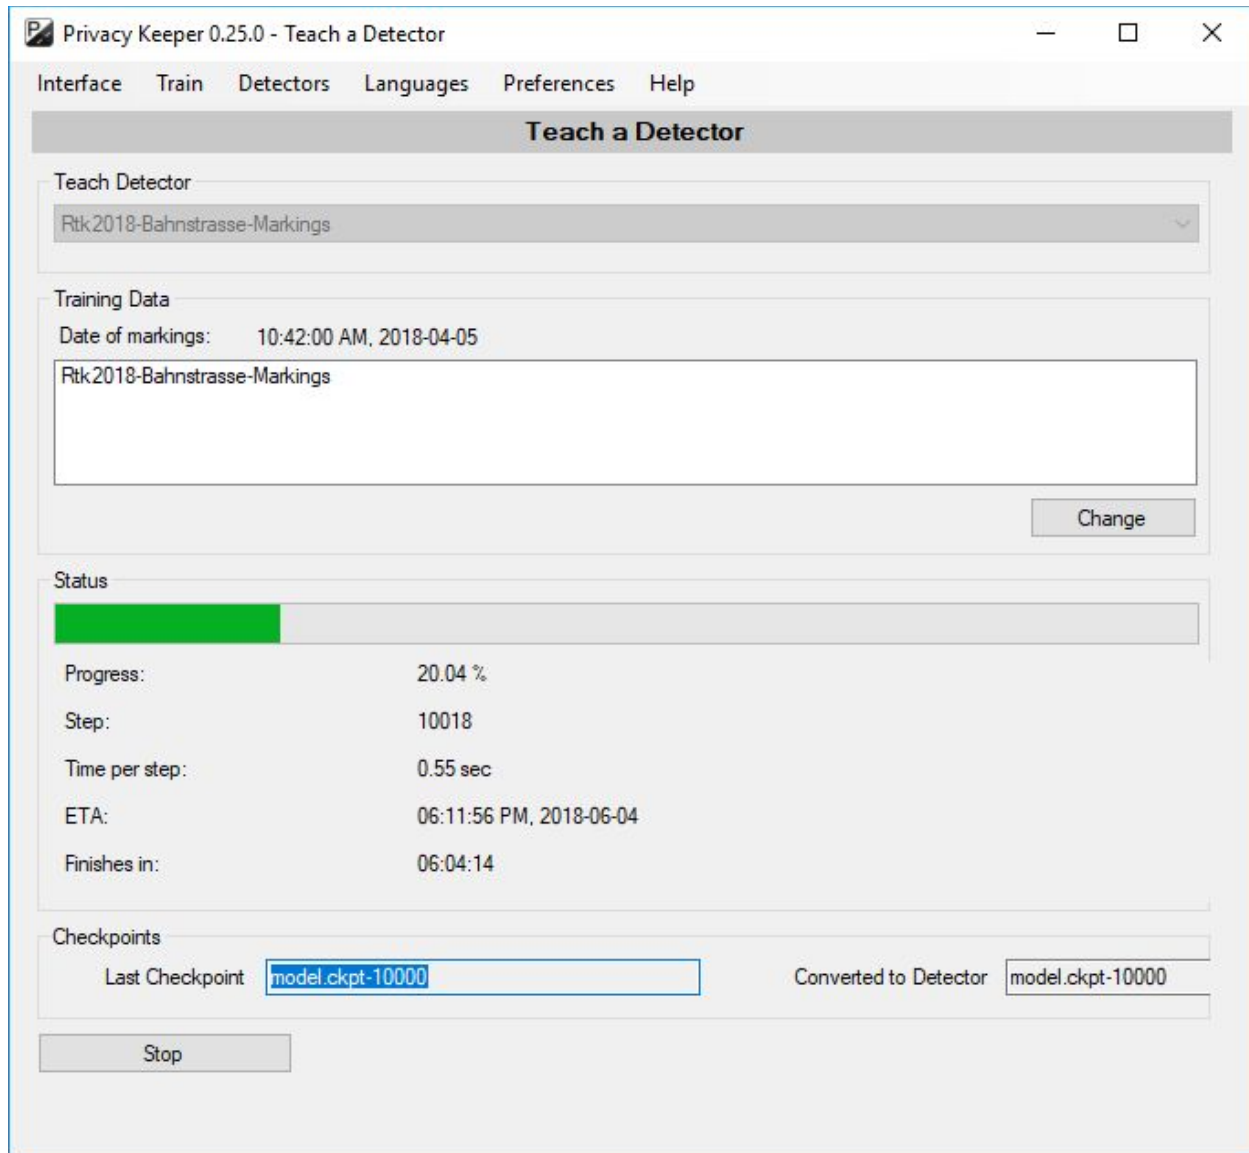 Privacy Keeper 0.25.0 - Teach a Detector
Interface Train Detectors Languages Preferences Help
Teach a Detector
Teach Detector
Rtk2018-Bahnstrasse-Markings
Training Data
Date of markings: 10:42:00 AM, 2018-04-05
Rtk2018-Bahnstrasse-Markings
Change
Status
Progress: 20.04 %
Step: 10018
Time per step: 0.55 sec
ETA: 06:11:56 PM, 2018-06-04
Finishes in: 06:04:14
Checkpoints
Last Checkpoint model.ckpt-10000 Converted to Detector model.ckpt-10000
Stop